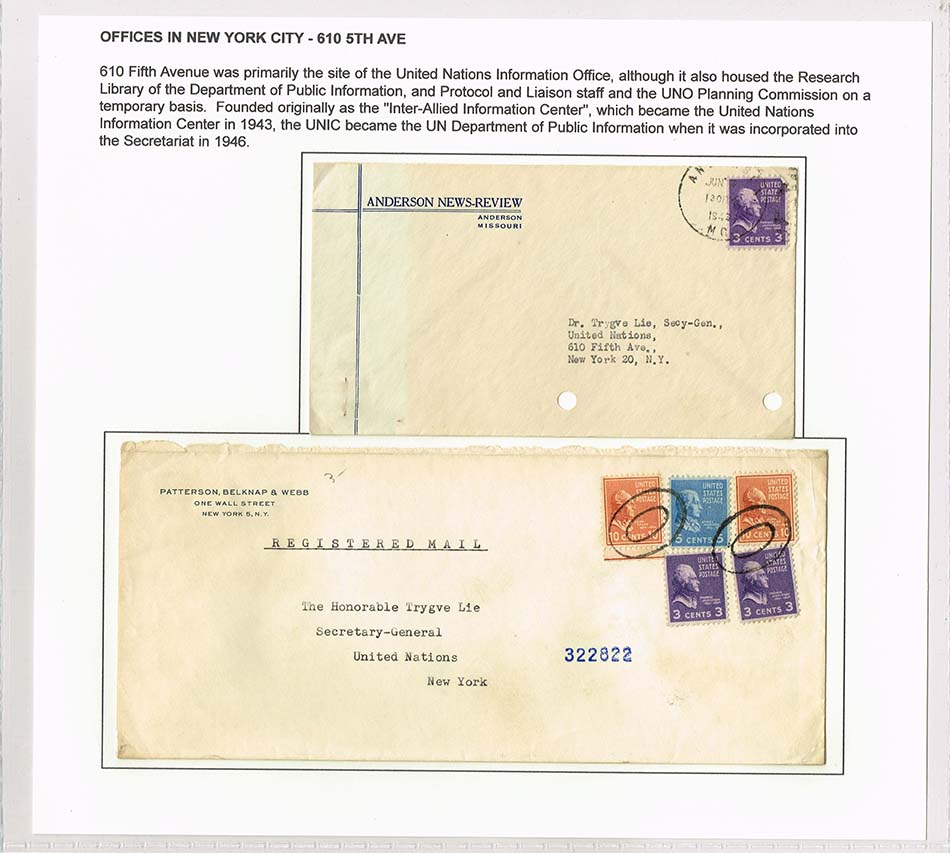 OFFICES IN NEW YORK CITY - 610 5TH AVE
610 Fifth Avenue was primarily the site of the United Nations Information Office, although it also housed the Research
Library of the Department of Public Information, and Protocol and Liaison staff and the UNO Planning Commission on a
temporary basis. Founded originally as the "Inter-Allied Information Center", which became the United Nations
Information Center in 1943, the UNIC became the UN Department of Public Information when it was incorporated into
the Secretariat in 1946.
ANDERSON NEWS-REVIEW
ANDERSON
MISSOURI
JUN
MO
UNITED
STATES
POSTAGE
3 CENTS 3
Dr. Trygve Lie, Secy-Gen.,
United Nations,
610 Fifth Ave.,
New York 20, N.Y.
3-
PATTERSON, BELKNAP & WEBB
ONE WALL STREET
NEW YORK 5, N.Y.
REGISTERED MAIL
UNITED
STATES
POSTAGE
10 CENTS 10
UNITED
STATES
POSTAGE
5 CENTS 5
UNITED
STATES
POSTAGE
10 CENTS 10
UNITED
STATES
POSTAGE
3 CENTS 3
UNITED
STATES
POSTAGE
3 CENTS 3
The Honorable Trygve Lie
Secretary-General
United Nations
New York
322822